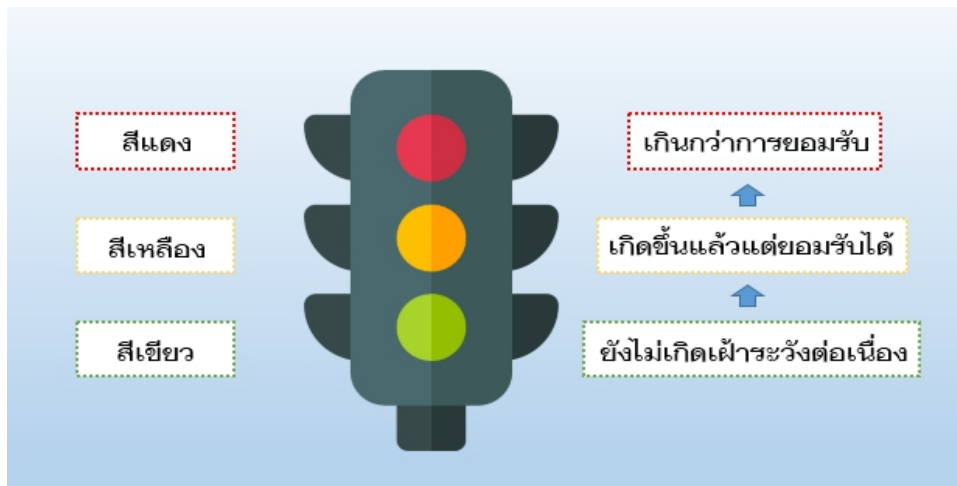 สีแดง
เกินกว่าการยอมรับ
สีเหลือง
เกิดขึ้นแล้วแต่ยอมรับได้
สีเขียว
ยังไม่เกิดเฝ้าระวังต่อเนื่อง